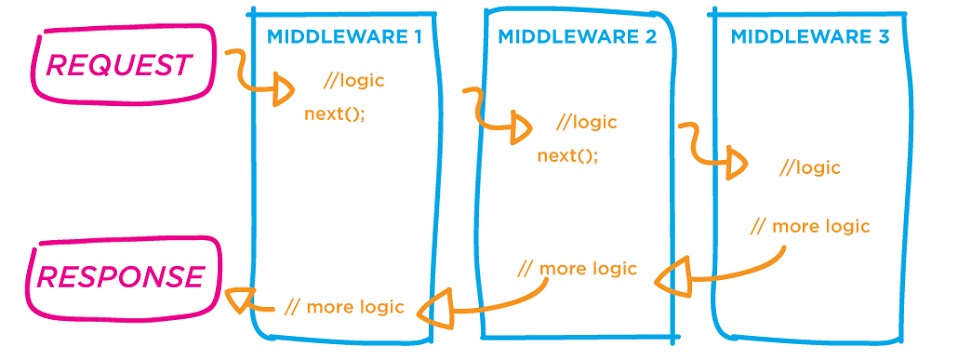 REQUEST
MIDDLEWARE 1
//logic
next();
MIDDLEWARE 2
//logic
next();
MIDDLEWARE 3
//logic
// more logic
// more logic
// more logic
RESPONSE